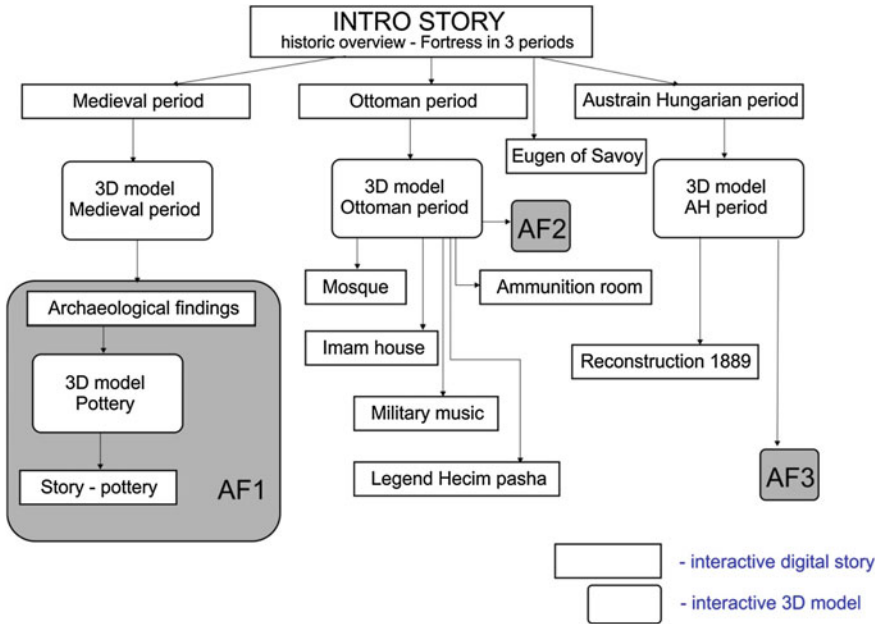 INTRO STORY
historic overview - Fortress in 3 periods
Medieval period
Ottoman period
Austrain Hungarian period
Eugen of Savoy
3D model
Medieval period
3D model
Ottoman period
3D model
AH period
AF2
Archaeological findings
Mosque
Ammunition room
Imam house
Reconstruction 1889
3D model
Pottery
Military music
Story - pottery
AF1
Legend Hecim pasha
AF3
- interactive digital story
- interactive 3D model